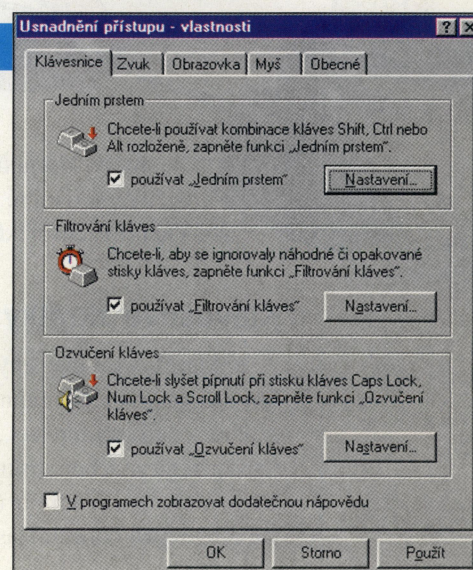 Usnadnění přístupu - vlastnosti
Klávesnice Zvuk Obrazovka Myš Obecné
Jedním prstem
Chcete-li používat kombinace kláves Shift, Ctrl nebo
Alt rozloženě, zapněte funkci „Jedním prstem".
používat „Jedním prstem"
Nastavení...
Filtrování kláves
Chcete-li, aby se ignorovaly náhodné či opakované
stisky kláves, zapněte funkci „Filtrování kláves".
používat „Filtrování kláves"
Nastavení...
Ozvučení kláves
Chcete-li slyšet pípnutí při stisku kláves Caps Lock,
Num Lock a Scroll Lock, zapněte funkci „Ozvučení
kláves".
používat „Ozvučení kláves"
Nastavení...
V programech zobrazovat dodatečnou nápovědu
OK Storno Použít